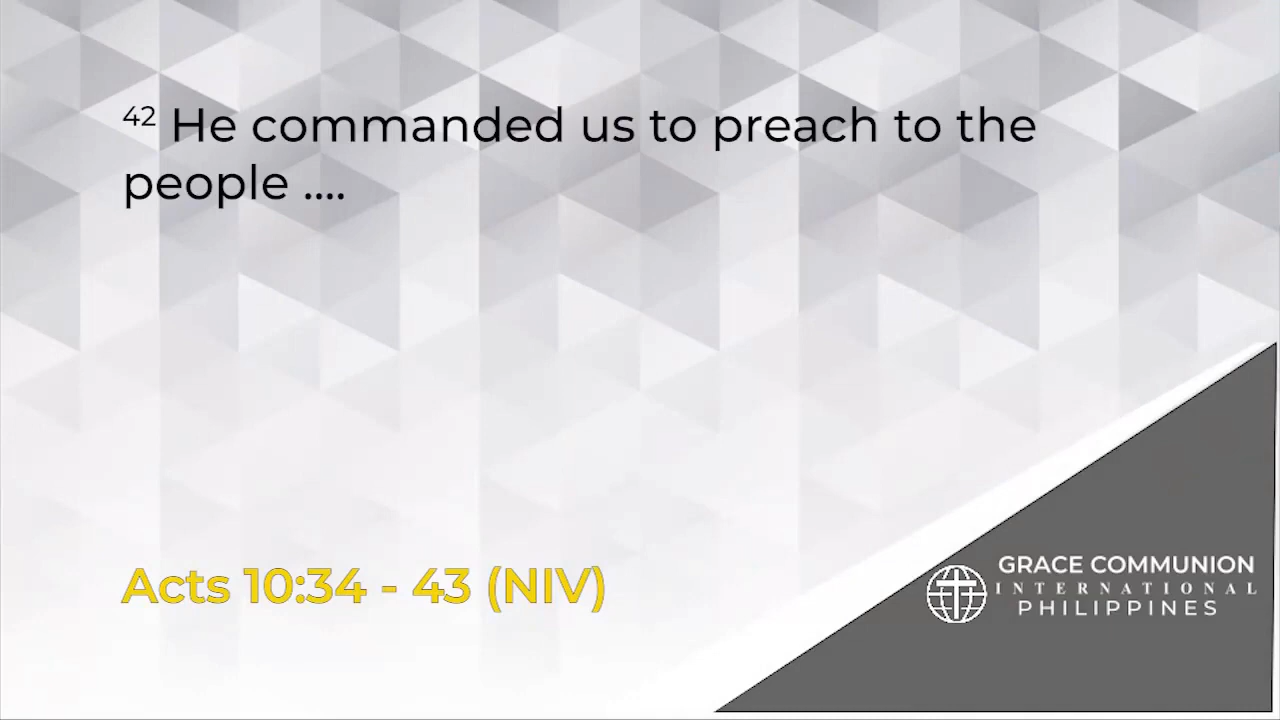 42 He commanded us to preach to the
people ....
Acts 10:34 - 43 (NIV)
GRACE COMMUNION
INTERNATIONAL
PHILIPPINES